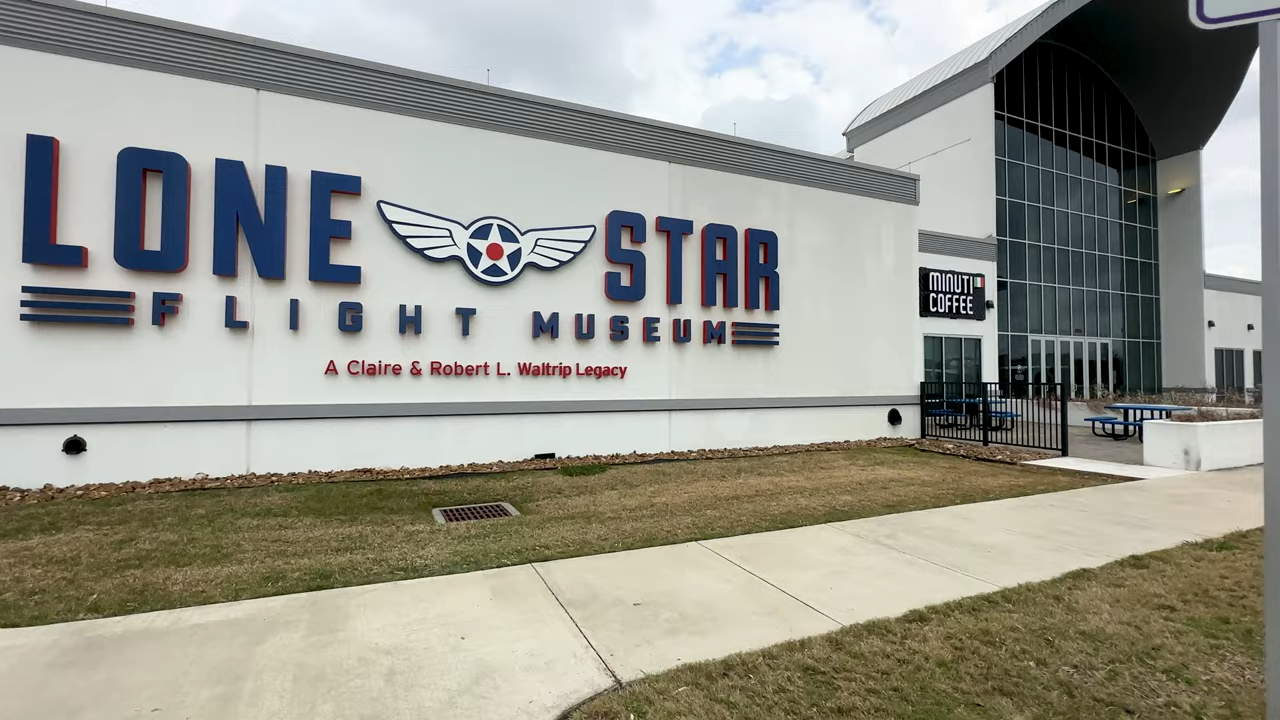 LONE STAR
FLIGHT MUSEUM
A Claire & Robert L. Waltrip Legacy
MINUTI
COFFEE